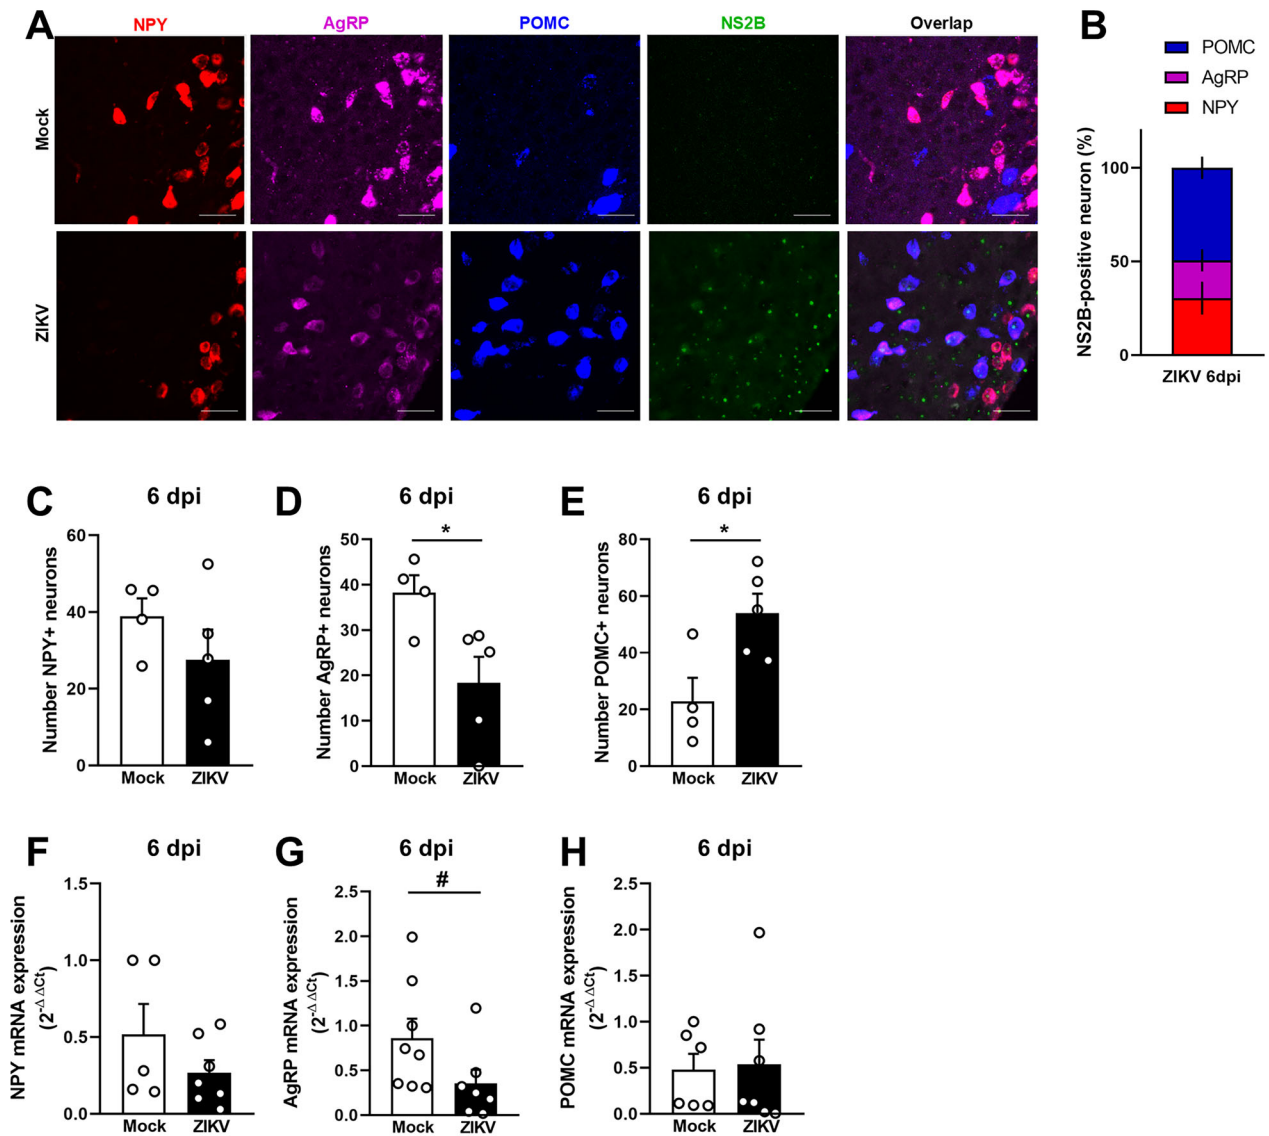 A
NPY
AgRP
POMC
NS2B
Overlap
Mock
ZIKV
B
POMC
AgRP
NPY
NS2B-positive neuron (%)
100
50
0
ZIKV 6dpi
C
6 dpi
Number NPY+ neurons
60
40
20
0
Mock
ZIKV
D
6 dpi
*
Number AgRP+ neurons
50
40
30
20
10
0
Mock
ZIKV
E
6 dpi
*
Number POMC+ neurons
80
60
40
20
0
Mock
ZIKV
F
6 dpi
NPY mRNA expression
(2-Δ ΔCt)
1.5
1.0
0.5
0.0
Mock
ZIKV
G
6 dpi
#
AgRP mRNA expression
(2-Δ ΔCt)
2.5
2.0
1.5
1.0
0.5
0.0
Mock
ZIKV
H
6 dpi
POMC mRNA expression
(2-Δ ΔCt)
2.5
2.0
1.5
1.0
0.5
0.0
Mock
ZIKV